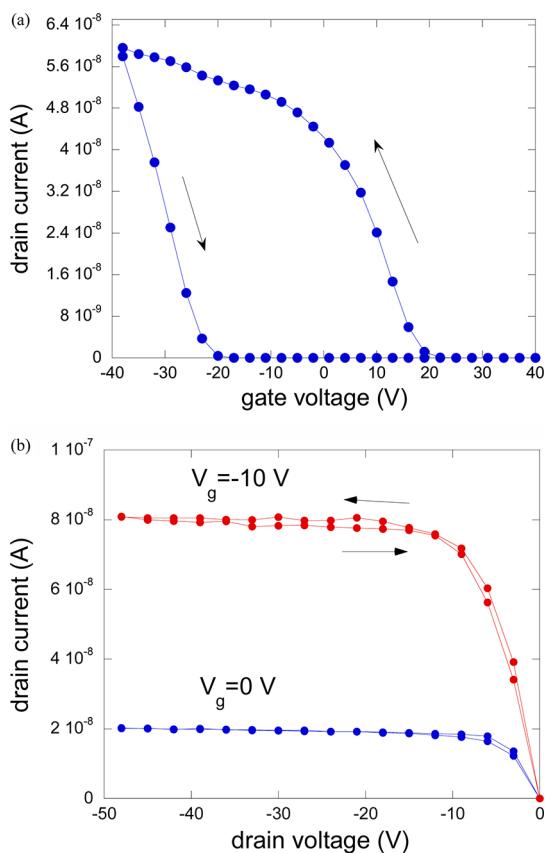 (a)
6.4 10⁻⁸
5.6 10⁻⁸
4.8 10⁻⁸
4 10⁻⁸
3.2 10⁻⁸
2.4 10⁻⁸
1.6 10⁻⁸
8 10⁻⁹
0
drain current (A)
-40 -30 -20 -10 0 10 20 30 40
gate voltage (V)
(b)
1 10⁻⁷
8 10⁻⁸
6 10⁻⁸
4 10⁻⁸
2 10⁻⁸
0
drain current (A)
V_g=-10 V
V_g=0 V
-50 -40 -30 -20 -10 0
drain voltage (V)